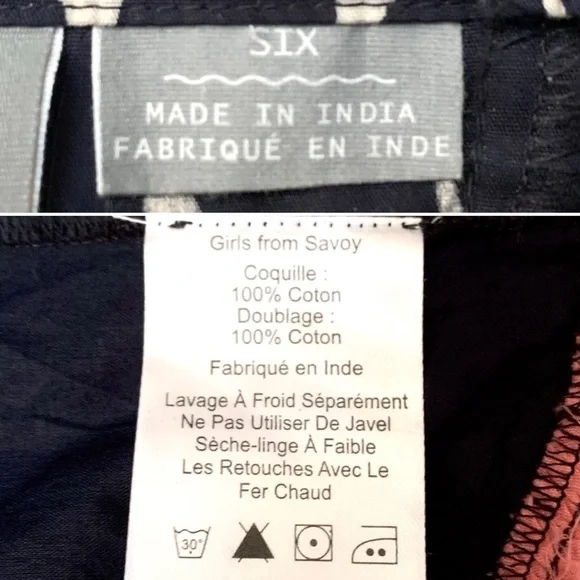 SIX
MADE IN INDIA
FABRIQUÉ EN INDE
Girls from Savoy
Coquille :
100% Coton
Doublage :
100% Coton
Fabriqué en Inde
Lavage À Froid Séparément
Ne Pas Utiliser De Javel
Sèche-linge À Faible
Les Retouches Avec Le
Fer Chaud
30°